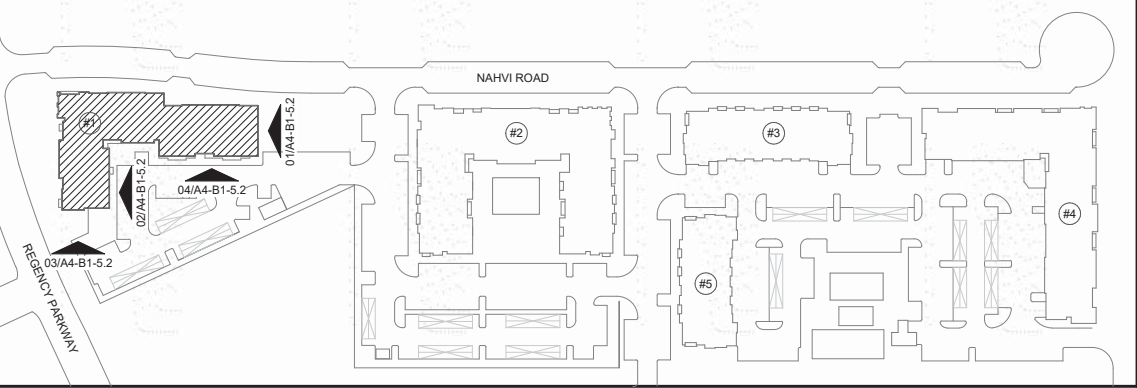 NAHVI ROAD
#1
01/A4-B1-5.2
#2
#3
04/A4-B1-5.2
02/A4-B1-5.2
#4
03/A4-B1-5.2
REGENCY PARKWAY
#5